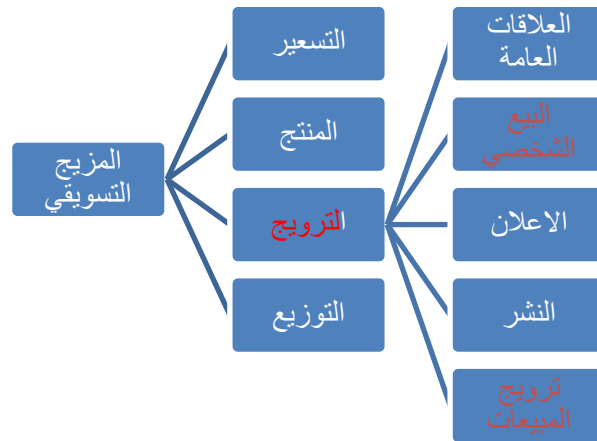 المزيج
التسويقي
التسعير
المنتج
الترويج
التوزيع
العلاقات
العامة
البيع
الشخصي
الاعلان
النشر
ترويج
المبيعات